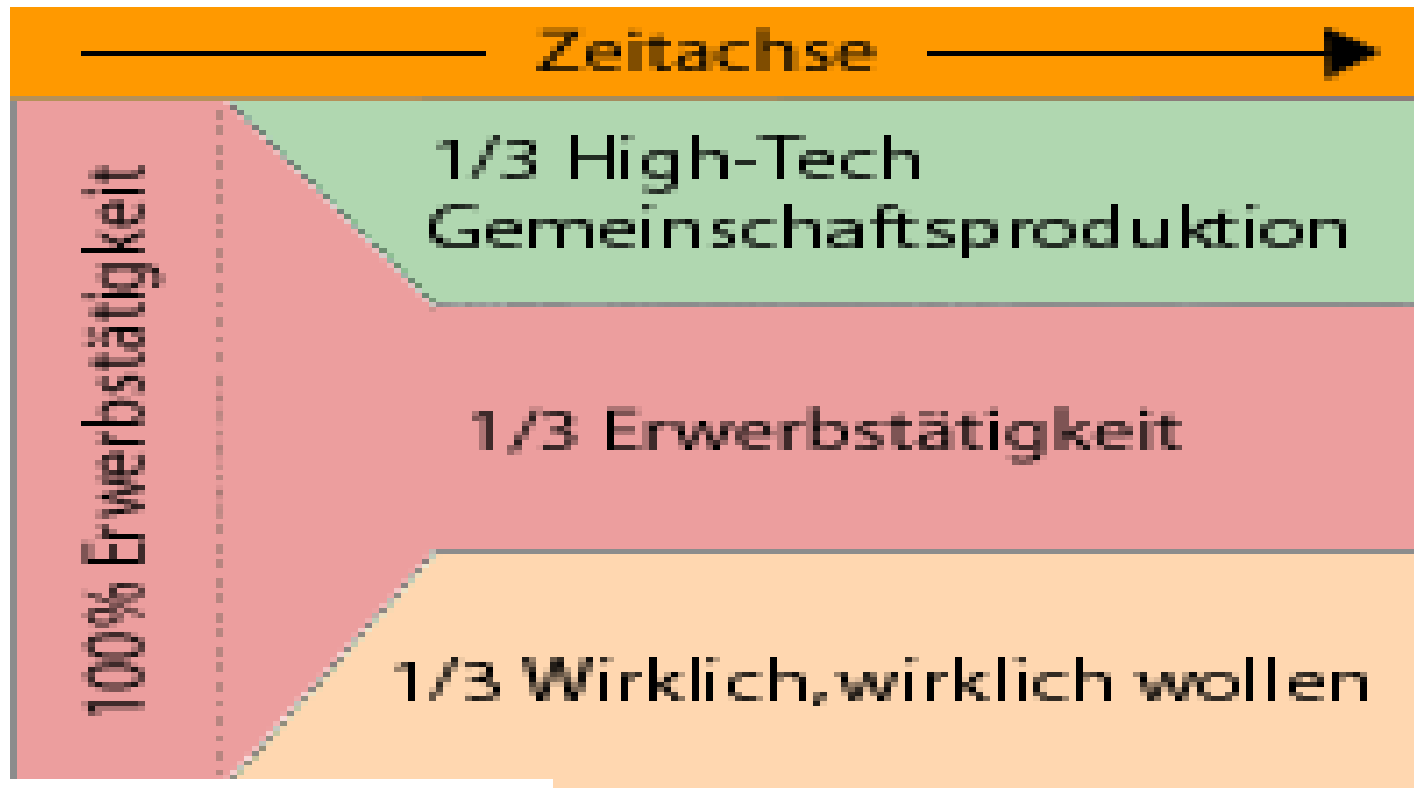 Zeitachse
100% Erwerbstätigkeit
1/3 High-Tech
Gemeinschaftsproduktion
1/3 Erwerbstätigkeit
1/3 Wirklich,wirklich wollen